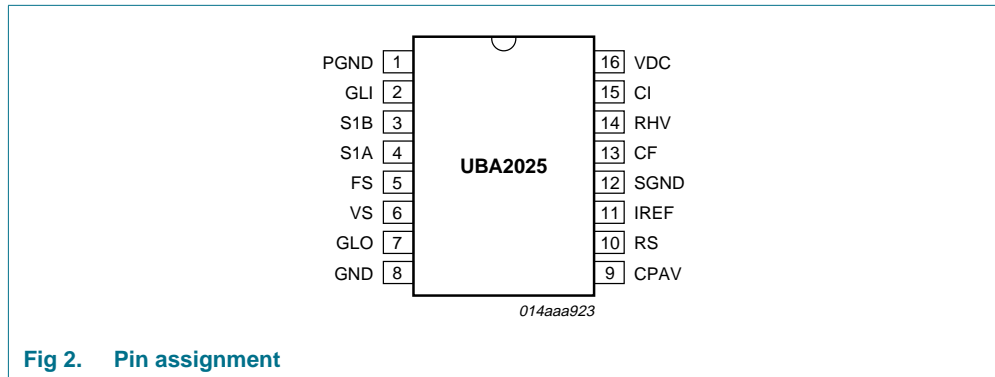 PGND 1 16 VDC
GLI 2 15 CI
S1B 3 14 RHV
S1A 4 13 CF
UBA2025
FS 5 12 SGND
VS 6 11 IREF
GLO 7 10 RS
GND 8 9 CPAV
014aaa923
Fig 2. Pin assignment